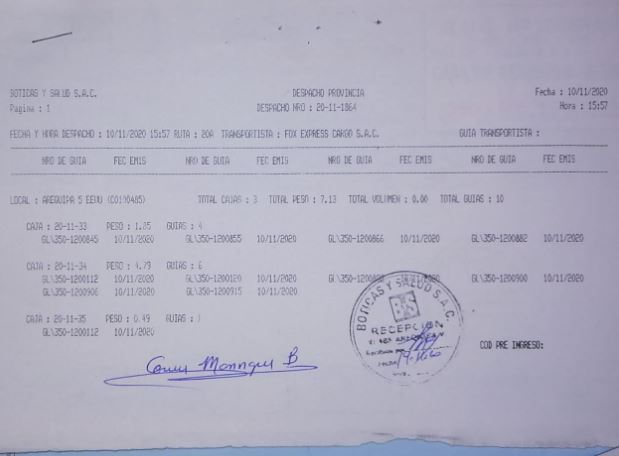 BOTICAS Y SALUD S.A.C. DESPACHO PROVINCIA Fecha : 10/11/2020
Pagina : 1 DESPACHO NRO : 20-11-1864 Hora : 15:57
FECHA Y HORA DESPACHO : 10/11/2020 15:57 RUTA : 20A TRANSPORTISTA : FOX EXPRESS CARGO S.A.C. GUIA TRANSPORTISTA :
NRO DE GUIA FEC EMIS NRO DE GUIA FEC EMIS NRO DE GUIA FEC EMIS NRO DE GUIA FEC EMIS
LOCAL : AREQUIPA 5 EEUU TOTAL CAJAS : 3 TOTAL PESO : 7.13 TOTAL VOLUMEN : 0.00 TOTAL GUIAS : 10
CAJA : 20-11-33 PESO : 1.85 GUIAS : 4
GL\350-1200845 10/11/2020 GL\350-1200855 10/11/2020 GL\350-1200866 10/11/2020 GL\350-1200882 10/11/2020
CAJA : 20-11-34 PESO : 4.79 GUIAS : 6
GL\350-1200112 10/11/2020 GL\350-1200120 10/11/2020 10/11/2020 GL\350-1200900 10/11/2020
GL\350-1200906 10/11/2020 GL\350-1200915 10/11/2020
CAJA : 20-11-35 PESO : 0.49 GUIAS : 1
GL\350-1200112 10/11/2020
BOTICAS Y SALUD S.A.C.
BS
RECEPCION
COD PRE INGRESO: